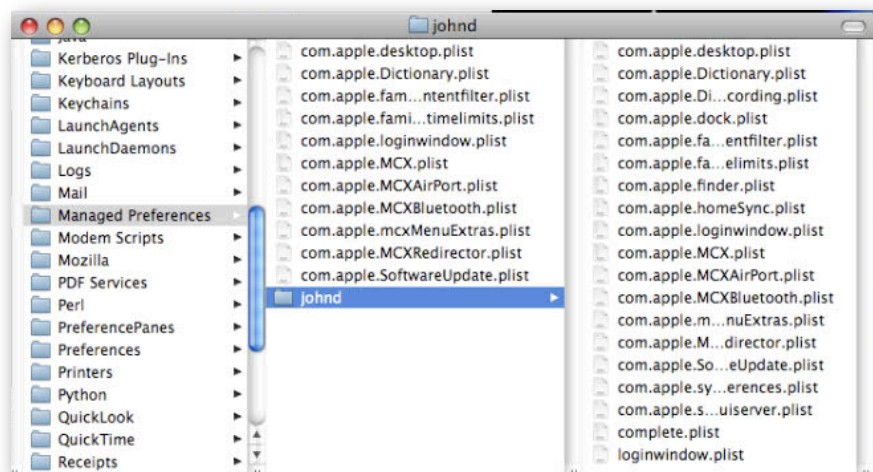 johnd
Java
Kerberos Plug-Ins
Keyboard Layouts
Keychains
LaunchAgents
LaunchDaemons
Logs
Mail
Managed Preferences
Modem Scripts
Mozilla
PDF Services
Perl
PreferencePanes
Preferences
Printers
Python
QuickLook
QuickTime
Receipts
com.apple.desktop.plist
com.apple.Dictionary.plist
com.apple.fam...ntentfilter.plist
com.apple.fami...timelimits.plist
com.apple.loginwindow.plist
com.apple.MCX.plist
com.apple.MCXAirPort.plist
com.apple.MCXBluetooth.plist
com.apple.mcxMenuExtras.plist
com.apple.MCXRedirector.plist
com.apple.SoftwareUpdate.plist
johnd
com.apple.desktop.plist
com.apple.Dictionary.plist
com.apple.Di...cording.plist
com.apple.dock.plist
com.apple.fa...entfilter.plist
com.apple.fa...elimits.plist
com.apple.finder.plist
com.apple.homeSync.plist
com.apple.loginwindow.plist
com.apple.MCX.plist
com.apple.MCXAirPort.plist
com.apple.MCXBluetooth.plist
com.apple.m...nuExtras.plist
com.apple.M...director.plist
com.apple.So...eUpdate.plist
com.apple.sy...erences.plist
com.apple.s...uiserver.plist
complete.plist
loginwindow.plist